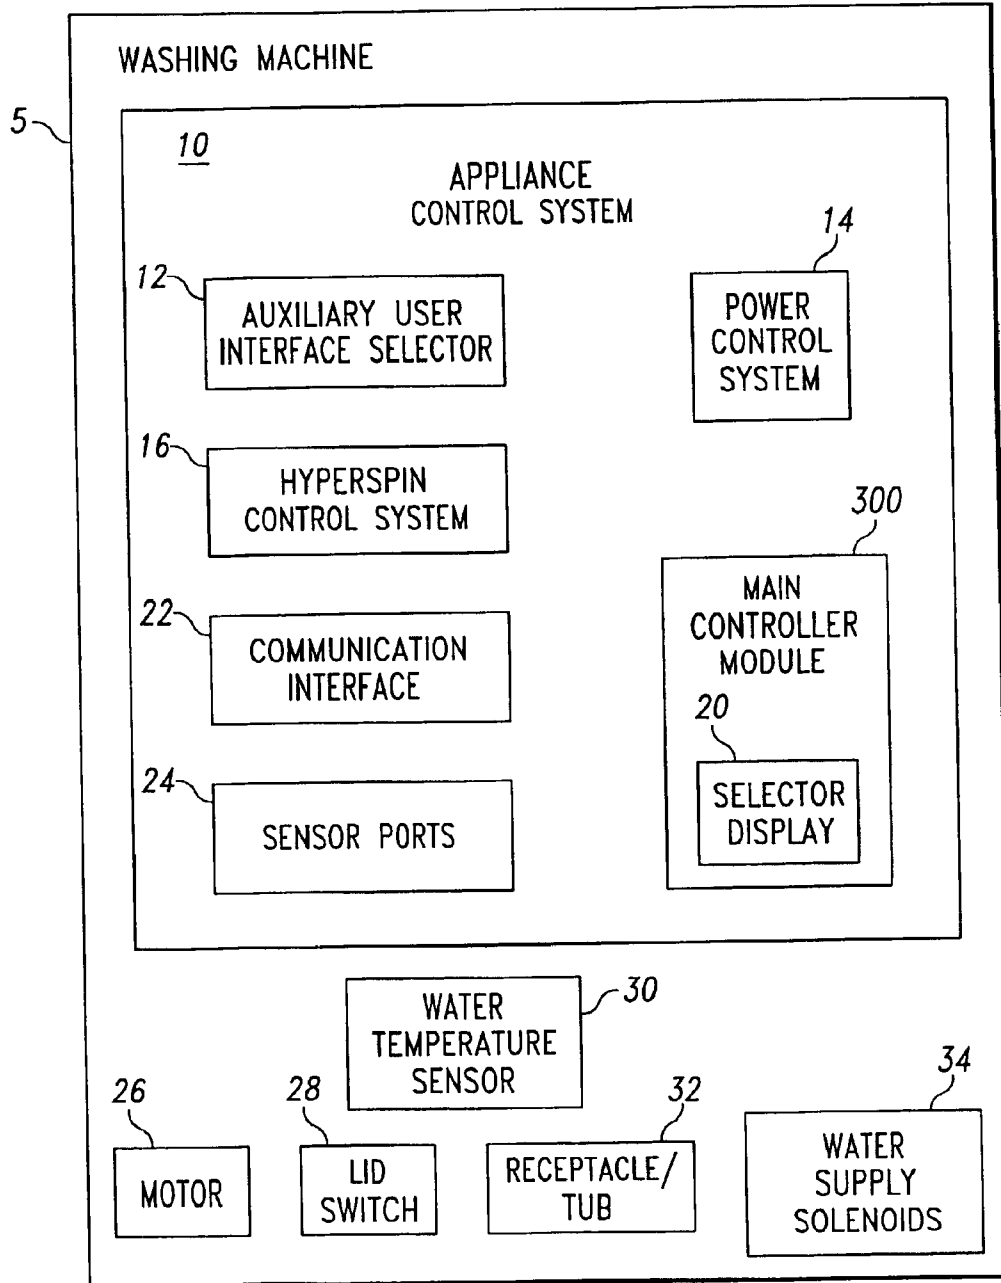 WASHING MACHINE
5
10
APPLIANCE
CONTROL SYSTEM
12
AUXILIARY USER
INTERFACE SELECTOR
14
POWER
CONTROL
SYSTEM
16
HYPERSPIN
CONTROL SYSTEM
300
MAIN
CONTROLLER
MODULE
22
COMMUNICATION
INTERFACE
20
SELECTOR
DISPLAY
24
SENSOR PORTS
30
WATER
TEMPERATURE
SENSOR
26
MOTOR
28
LID
SWITCH
32
RECEPTACLE/
TUB
34
WATER
SUPPLY
SOLENOIDS